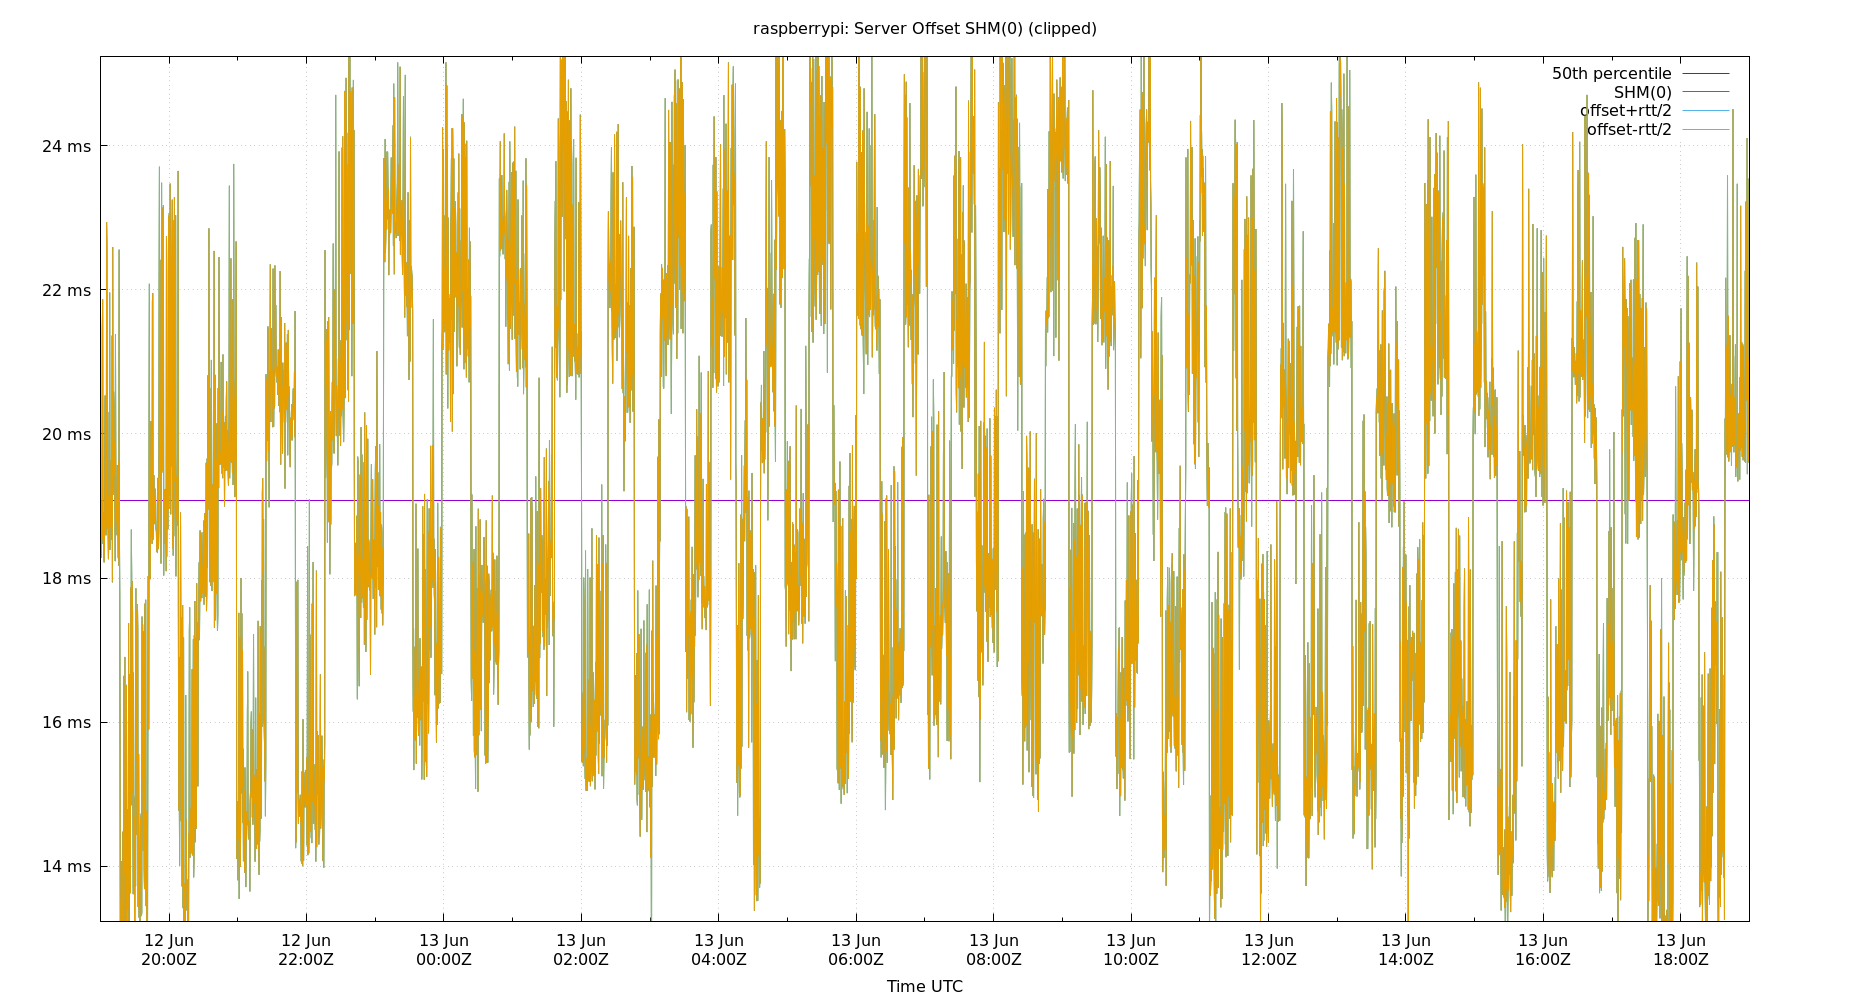 raspberrypi: Server Offset SHM(0) (clipped)
50th percentile
SHM(0)
offset+rtt/2
offset-rtt/2
24 ms
22 ms
20 ms
18 ms
16 ms
14 ms
12 Jun 12 Jun 13 Jun 13 Jun 13 Jun 13 Jun 13 Jun 13 Jun 13 Jun 13 Jun 13 Jun 13 Jun
20:00Z 22:00Z 00:00Z 02:00Z 04:00Z 06:00Z 08:00Z 10:00Z 12:00Z 14:00Z 16:00Z 18:00Z
Time UTC